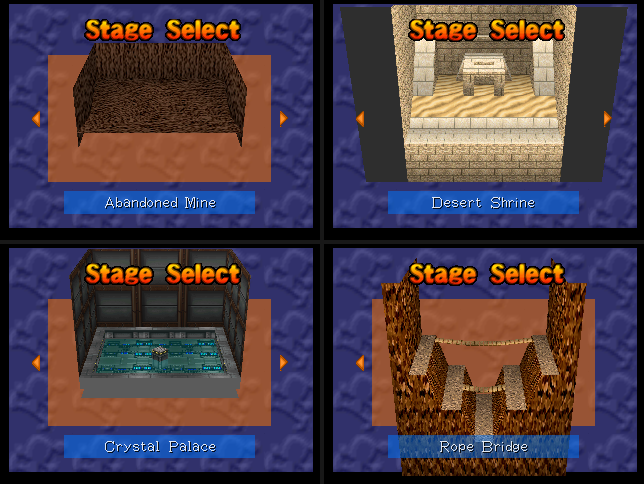 Stage Select
Abandoned Mine
Stage Select
Desert Shrine
Stage Select
Crystal Palace
Stage Select
Rope Bridge